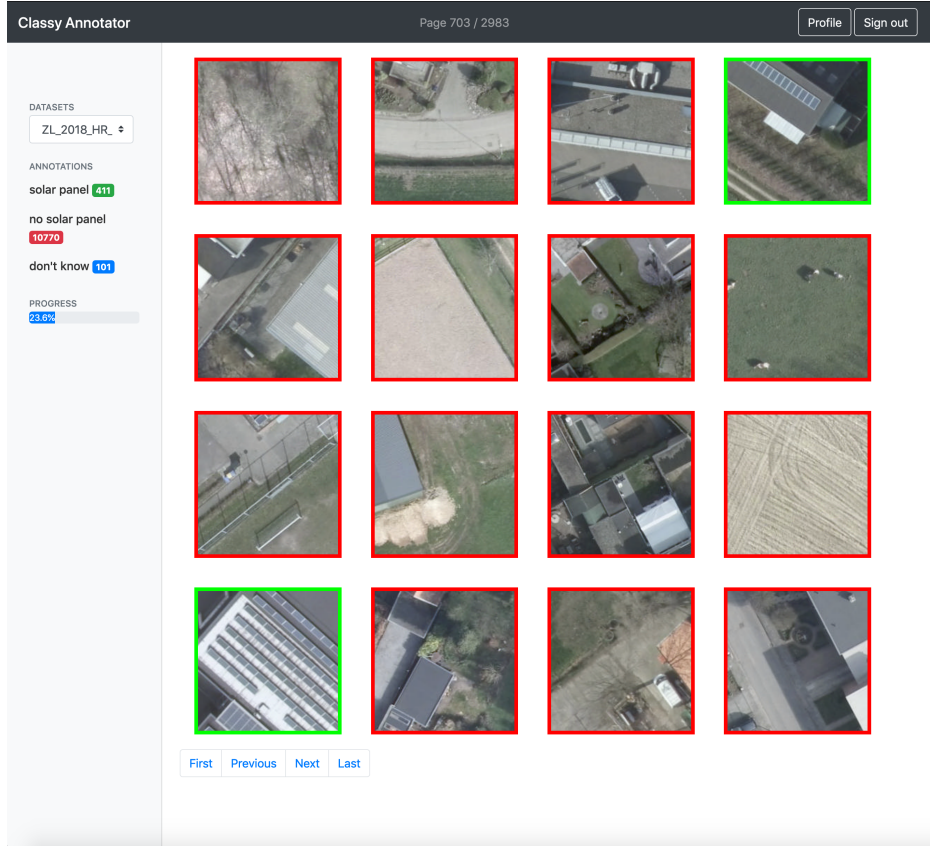 Classy Annotator
Page 703 / 2983
Profile
Sign out
DATASETS
ZL_2018_HR_
ANNOTATIONS
solar panel 411
no solar panel
10770
don't know 101
PROGRESS
23.6%
First
Previous
Next
Last